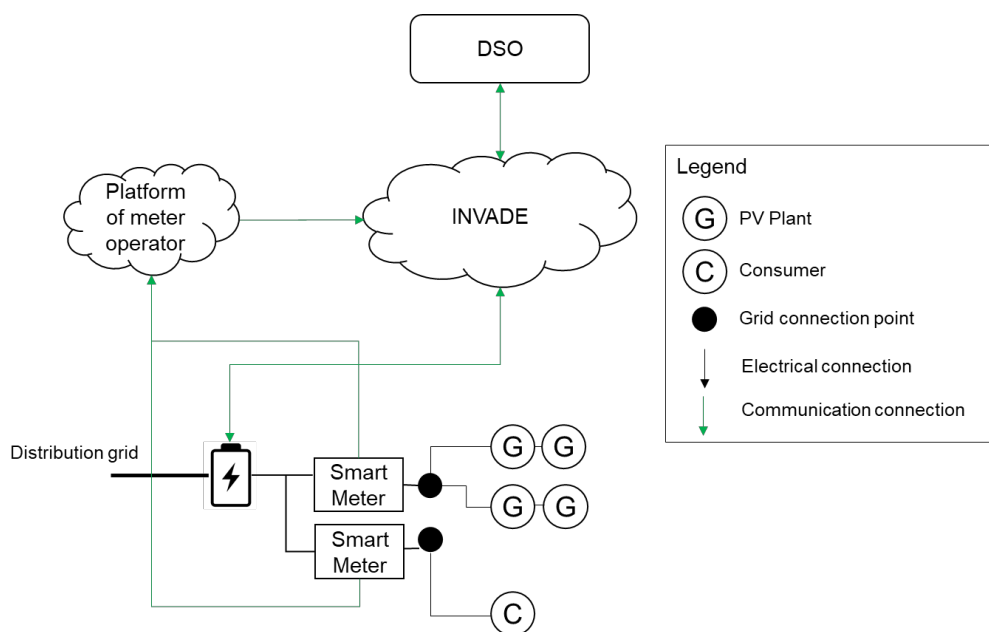 DSO
Platform
of meter
operator
INVADE
Legend
G PV Plant
C Consumer
Grid connection point
Electrical connection
Communication connection
Distribution grid
Smart
Meter
G G
G G
Smart
Meter
C